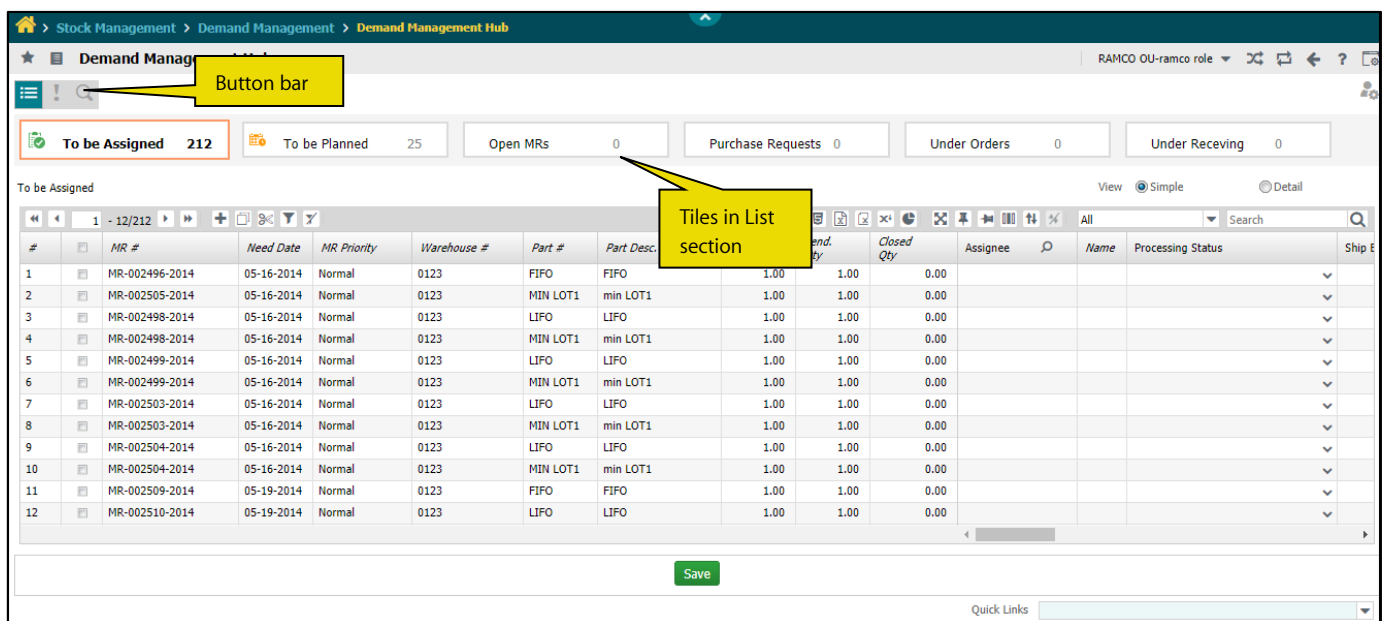 > Stock Management > Demand Management > Demand Management Hub
Demand Manag
RAMCO OU-ramco role
Button bar
To be Assigned 212
To be Planned 25
Open MRs 0
Purchase Requests 0
Under Orders 0
Under Receving 0
Tiles in List
section
To be Assigned
View Simple Detail
1 - 12/212
All
Search
# MR # Need Date MR Priority Warehouse # Part # Part Desc. Closed Qty Assignee Name Processing Status Ship
1 MR-002496-2014 05-16-2014 Normal 0123 FIFO FIFO 1.00 1.00 0.00
2 MR-002505-2014 05-16-2014 Normal 0123 MIN LOT1 min LOT1 1.00 1.00 0.00
3 MR-002498-2014 05-16-2014 Normal 0123 LIFO LIFO 1.00 1.00 0.00
4 MR-002498-2014 05-16-2014 Normal 0123 MIN LOT1 min LOT1 1.00 1.00 0.00
5 MR-002499-2014 05-16-2014 Normal 0123 LIFO LIFO 1.00 1.00 0.00
6 MR-002499-2014 05-16-2014 Normal 0123 MIN LOT1 min LOT1 1.00 1.00 0.00
7 MR-002503-2014 05-16-2014 Normal 0123 LIFO LIFO 1.00 1.00 0.00
8 MR-002503-2014 05-16-2014 Normal 0123 MIN LOT1 min LOT1 1.00 1.00 0.00
9 MR-002504-2014 05-16-2014 Normal 0123 LIFO LIFO 1.00 1.00 0.00
10 MR-002504-2014 05-16-2014 Normal 0123 MIN LOT1 min LOT1 1.00 1.00 0.00
11 MR-002509-2014 05-19-2014 Normal 0123 FIFO FIFO 1.00 1.00 0.00
12 MR-002510-2014 05-19-2014 Normal 0123 LIFO LIFO 1.00 1.00 0.00
Save
Quick Links